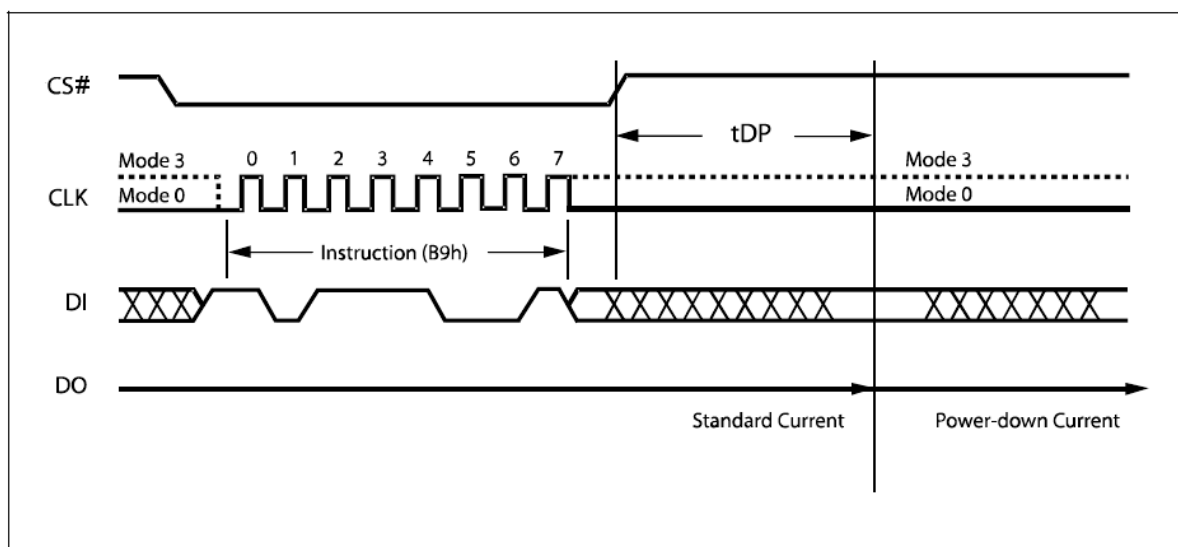 CS#
tDP
Mode 3
0 1 2 3 4 5 6 7
Mode 3
CLK
Mode 0
Mode 0
Instruction (B9h)
DI
DO
Standard Current
Power-down Current